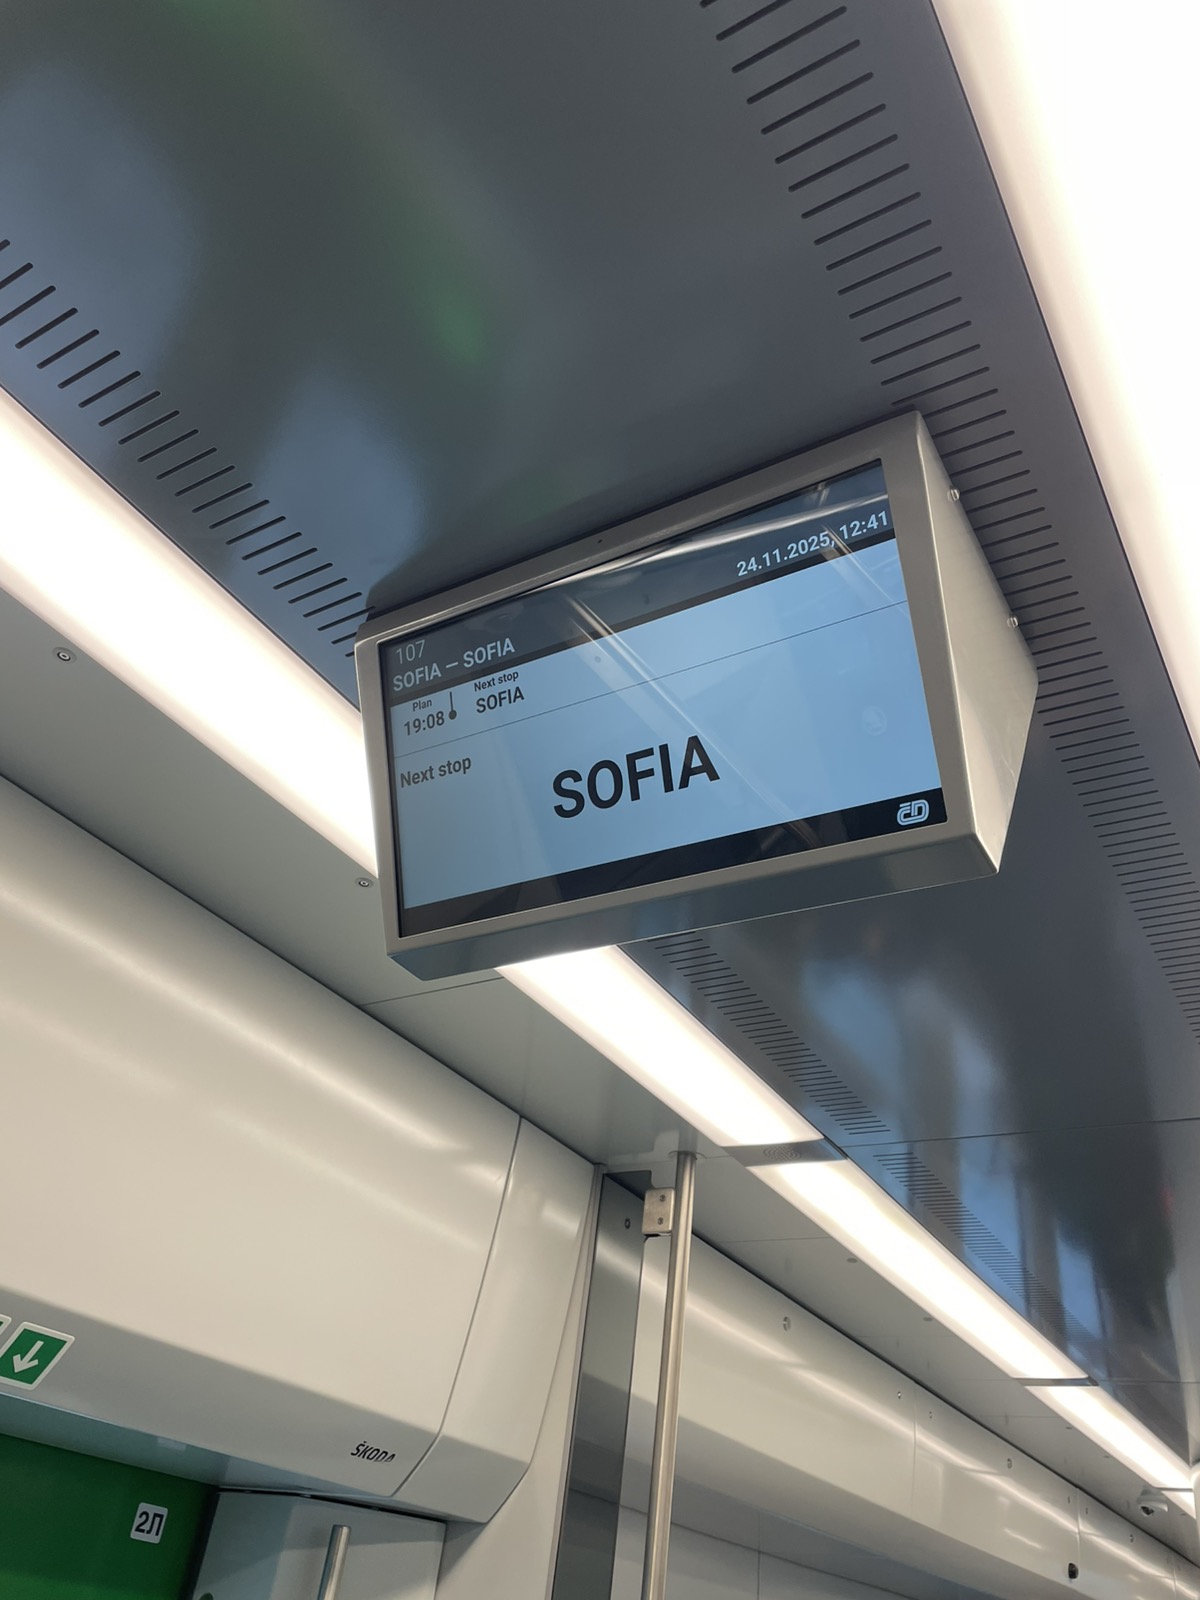 24.11.2025, 12:41
107
SOFIA – SOFIA
Plan
19:08
Next stop
SOFIA
Next stop
SOFIA
ČD
ŠKODA
2Л